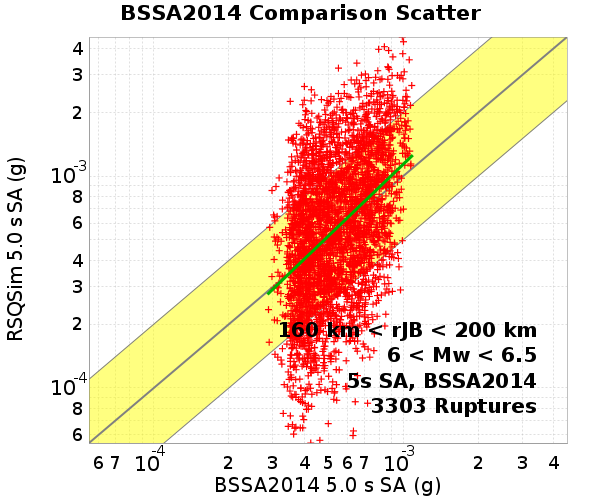 BSSA2014 Comparison Scatter
RSQSim 5.0 s SA (g)
4
3
2
10-3
8
6
4
3
2
10-4
8
6
160 km < rJB < 200 km
6 < Mw < 6.5
5s SA, BSSA2014
3303 Ruptures
6 7 10-4 2 3 4 5 6 7 10-3 2 3 4
BSSA2014 5.0 s SA (g)